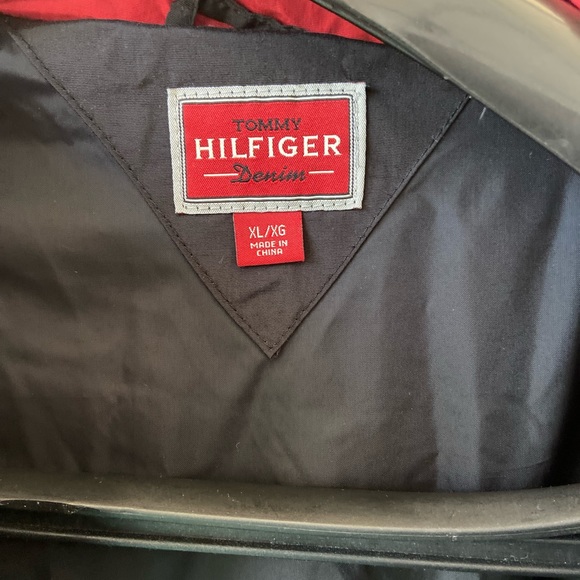 TOMMY
HILFIGER
Denim
XL/XG
MADE IN
CHINA